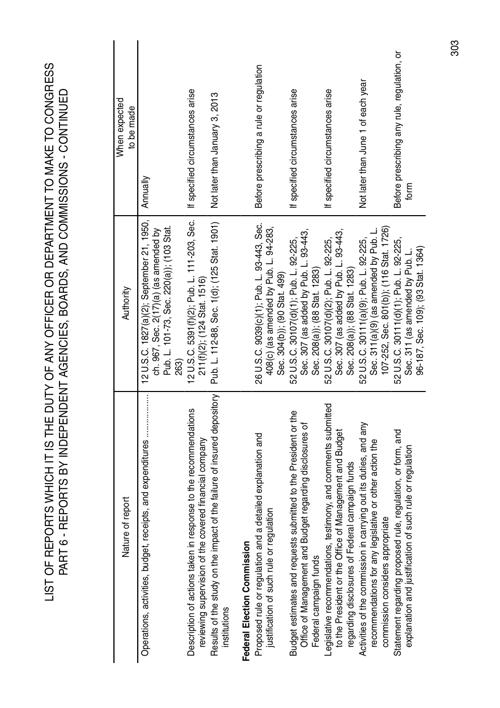 LIST OF REPORTS WHICH IT IS THE DUTY OF ANY OFFICER OR DEPARTMENT TO MAKE TO CONGRESS
PART 6 - REPORTS BY INDEPENDENT AGENCIES, BOARDS, AND COMMISSIONS - CONTINUED
Nature of report
Authority
When expected
to be made
Operations, activities, budget, receipts, and expenditures ..................
12 U.S.C. 1827(a)(2); September 21, 1950,
ch. 967, Sec. 2(17)(a) (as amended by
Pub. L. 101-73, Sec. 220(a)); (103 Stat.
263)
Annually
Description of actions taken in response to the recommendations
reviewing supervision of the covered financial company
12 U.S.C. 5391(f)(2); Pub. L. 111-203, Sec.
211(f)(2); (124 Stat. 1516)
If specified circumstances arise
Results of the study on the impact of the failure of insured depository
institutions
Pub. L. 112-88, Sec. 1(d); (125 Stat. 1901)
Not later than January 3, 2013
Federal Election Commission
Proposed rule or regulation and a detailed explanation and
justification of such rule or regulation
26 U.S.C. 9039(c)(1); Pub. L. 93-443, Sec.
408(c) (as amended by Pub. L. 94-283,
Sec. 304(b)); (90 Stat. 499)
Before prescribing a rule or regulation
Budget estimates and requests submitted to the President or the
Office of Management and Budget regarding disclosures of
Federal campaign funds
52 U.S.C. 30107(d)(1); Pub. L. 92-225,
Sec. 307 (as added by Pub. L. 93-443,
Sec. 208(a)); (88 Stat. 1283)
If specified circumstances arise
Legislative recommendations, testimony, and comments submitted
to the President or the Office of Management and Budget
regarding disclosures of Federal campaign funds
52 U.S.C. 30107(d)(2); Pub. L. 92-225,
Sec. 307 (as added by Pub. L. 93-443,
Sec. 208(a)); (88 Stat. 1283)
If specified circumstances arise
Activities of the commission in carrying out its duties, and any
recommendations for any legislative or other action the
commission considers appropriate
52 U.S.C. 30111(a)(9); Pub. L. 92-225,
Sec. 311(a)(9) (as amended by Pub. L.
107-252, Sec. 801(b)); (116 Stat. 1726)
Not later than June 1 of each year
Statement regarding proposed rule, regulation, or form, and
explanation and justification of such rule or regulation
52 U.S.C. 30111(d)(1); Pub. L. 92-225,
Sec. 311 (as amended by Pub. L.
96-187, Sec. 109); (93 Stat. 1364)
Before prescribing any rule, regulation, or
form
303